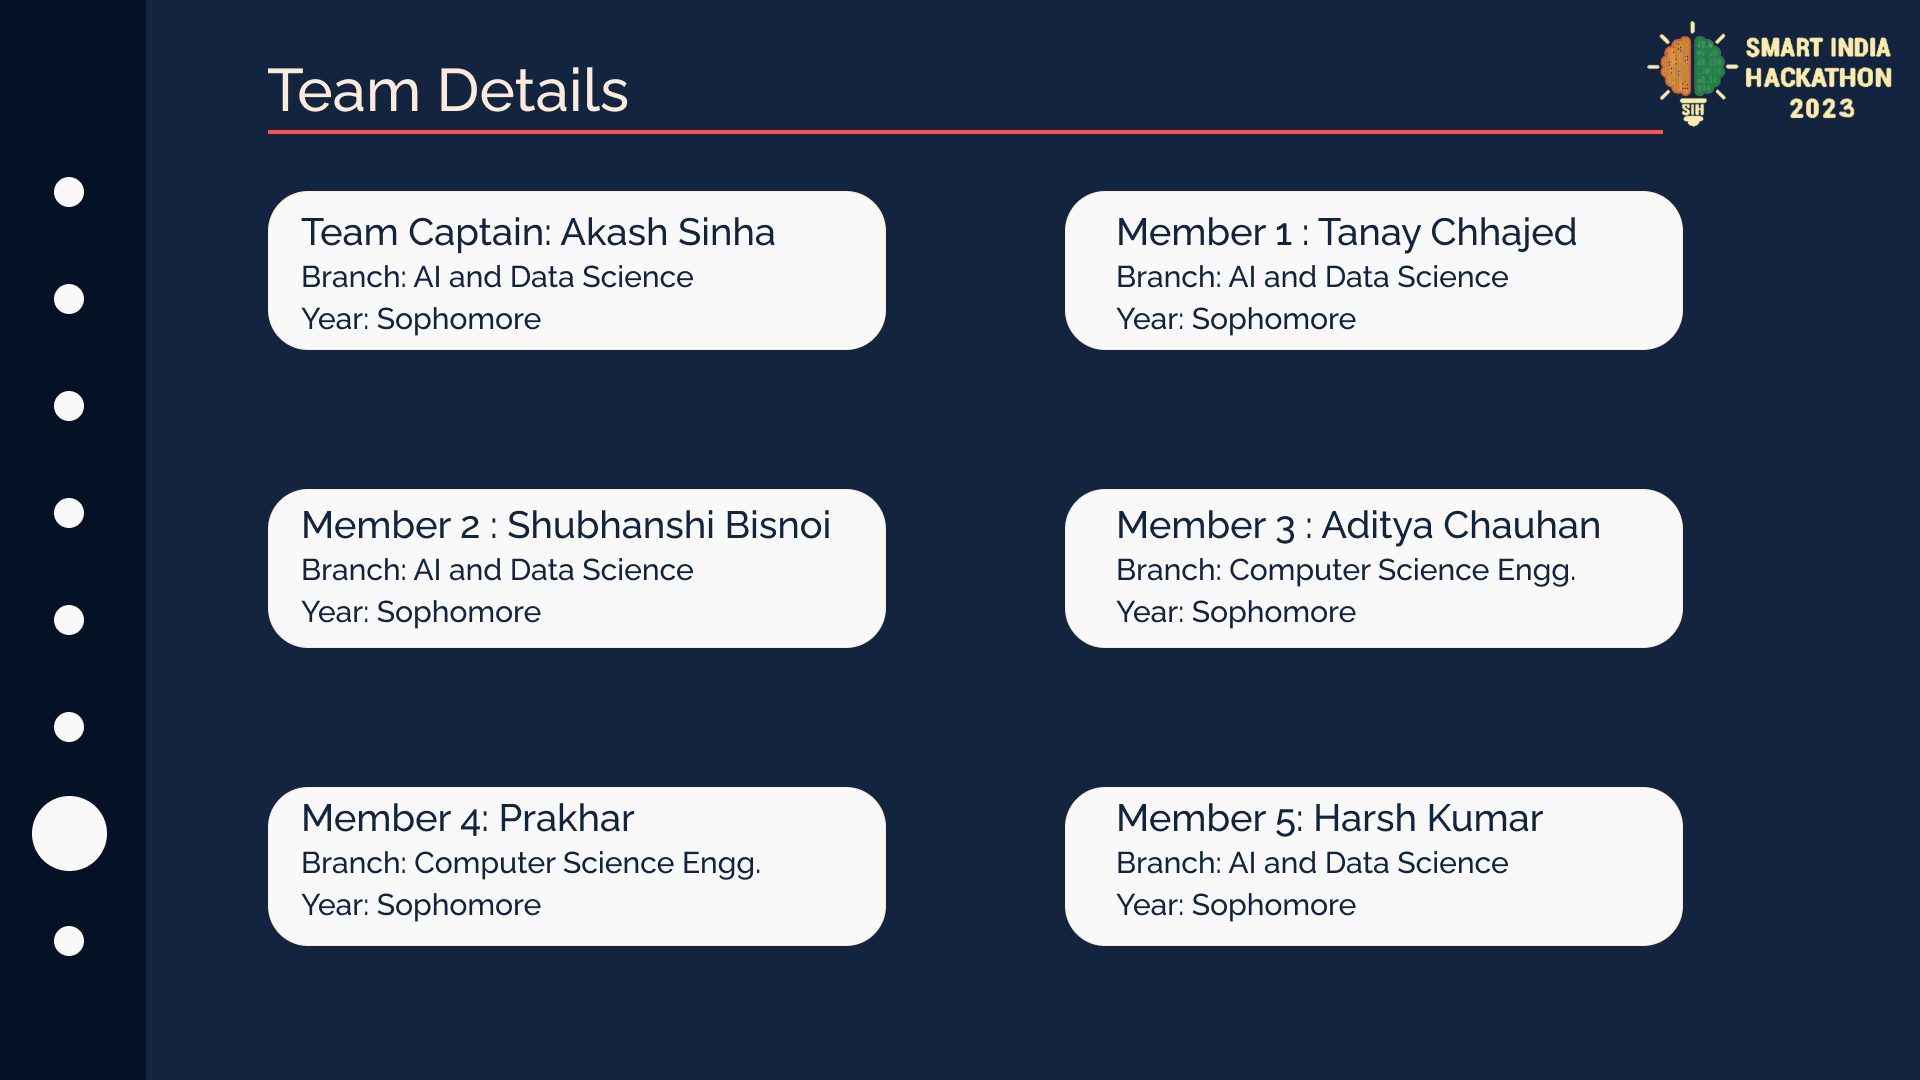 Team Details
SMART INDIA
HACKATHON
2023
SIH
Team Captain: Akash Sinha
Branch: AI and Data Science
Year: Sophomore
Member 1 : Tanay Chhajed
Branch: AI and Data Science
Year: Sophomore
Member 2 : Shubhanshi Bisnoi
Branch: AI and Data Science
Year: Sophomore
Member 3 : Aditya Chauhan
Branch: Computer Science Engg.
Year: Sophomore
Member 4: Prakhar
Branch: Computer Science Engg.
Year: Sophomore
Member 5: Harsh Kumar
Branch: AI and Data Science
Year: Sophomore